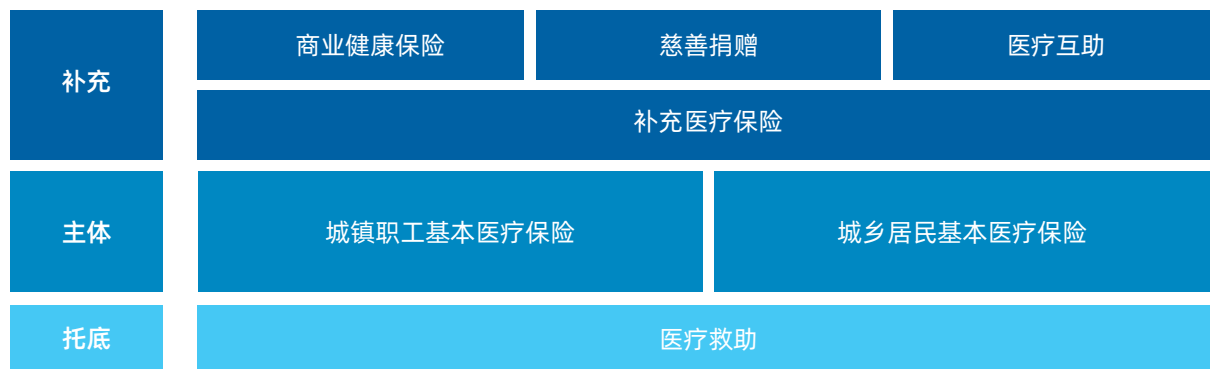 补充
商业健康保险
慈善捐赠
医疗互助
补充医疗保险
主体
城镇职工基本医疗保险
城乡居民基本医疗保险
托底
医疗救助